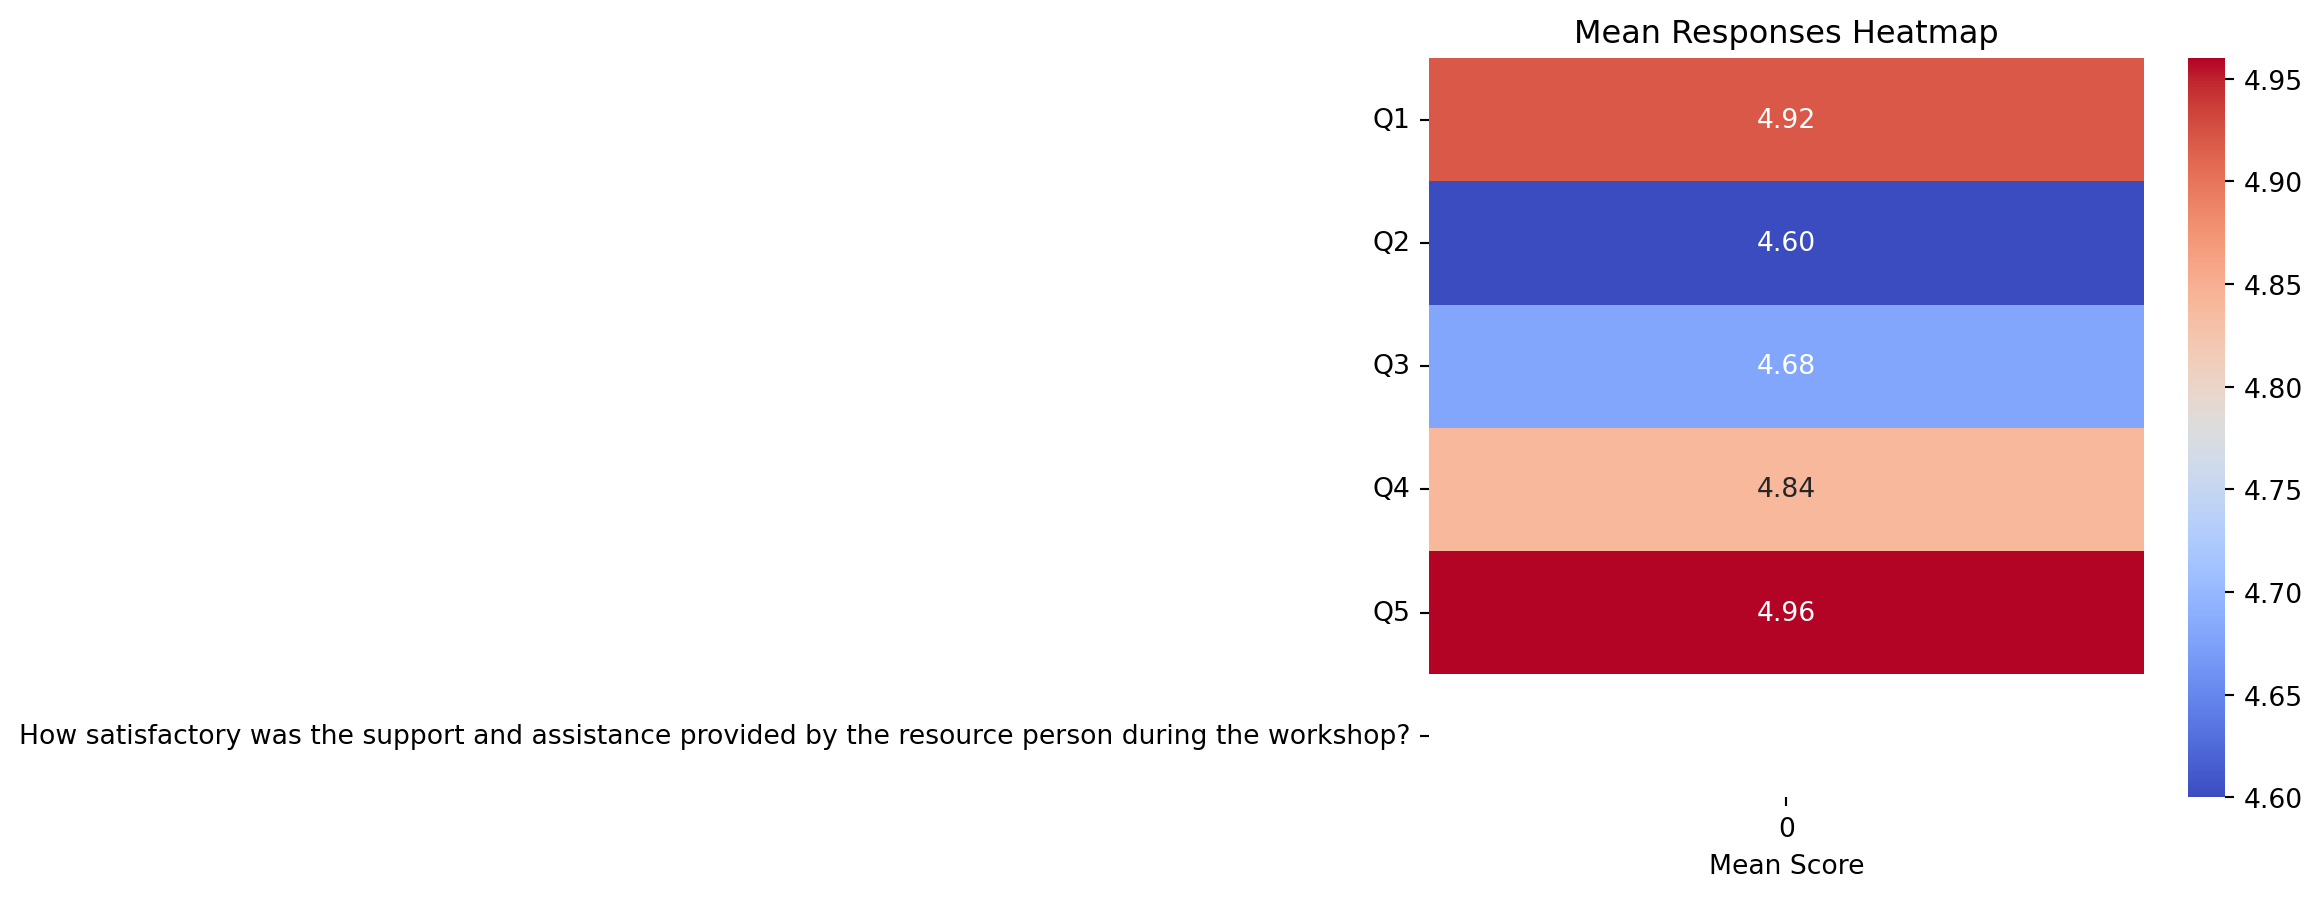 Mean Responses Heatmap
Q1
4.92
Q2
4.60
Q3
4.68
Q4
4.84
Q5
4.96
How satisfactory was the support and assistance provided by the resource person during the workshop?
0
Mean Score
4.95
4.90
4.85
4.80
4.75
4.70
4.65
4.60